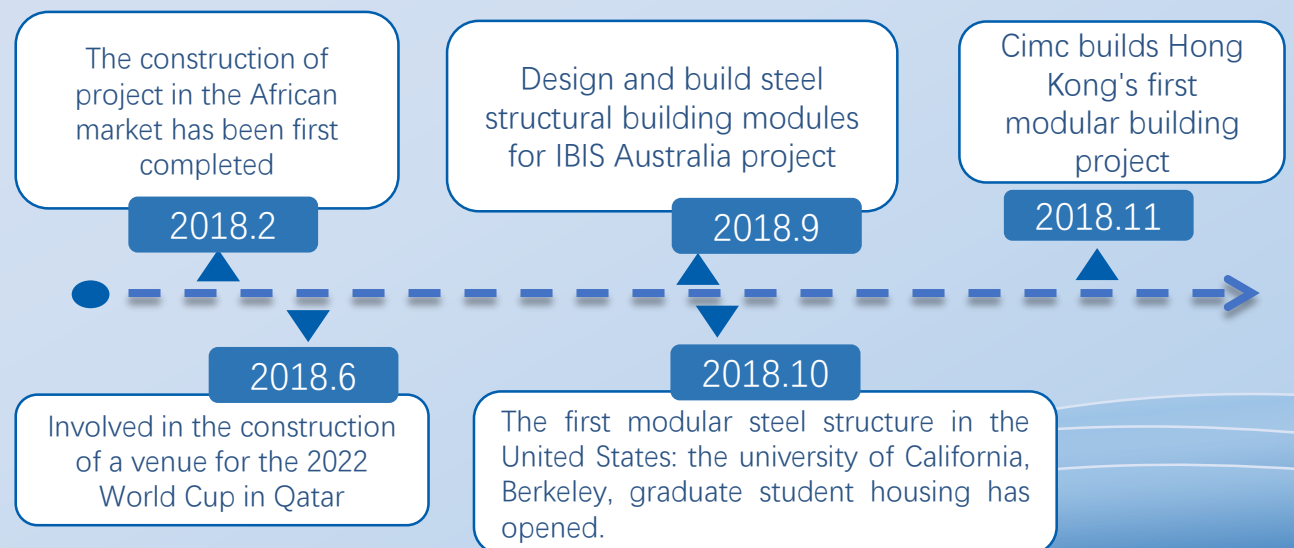 The construction of
project in the African
market has been first
completed
2018.2
2018.6
Involved in the construction
of a venue for the 2022
World Cup in Qatar
Design and build steel
structural building modules
for IBIS Australia project
2018.9
2018.10
The first modular steel structure in the
United States: the university of California,
Berkeley, graduate student housing has
opened.
Cimc builds Hong
Kong's first
modular building
project
2018.11